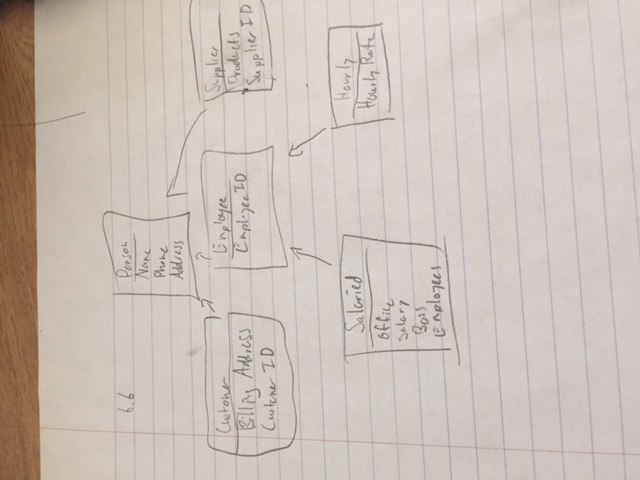 6.6
Person
Name
Phone
Address
Customer
Billing Address
Customer ID
Employee
Employee ID
Supplier
Products
Supplier ID
Salaried
Office
Salary
Boss
Employees
Hourly
Hourly Rate